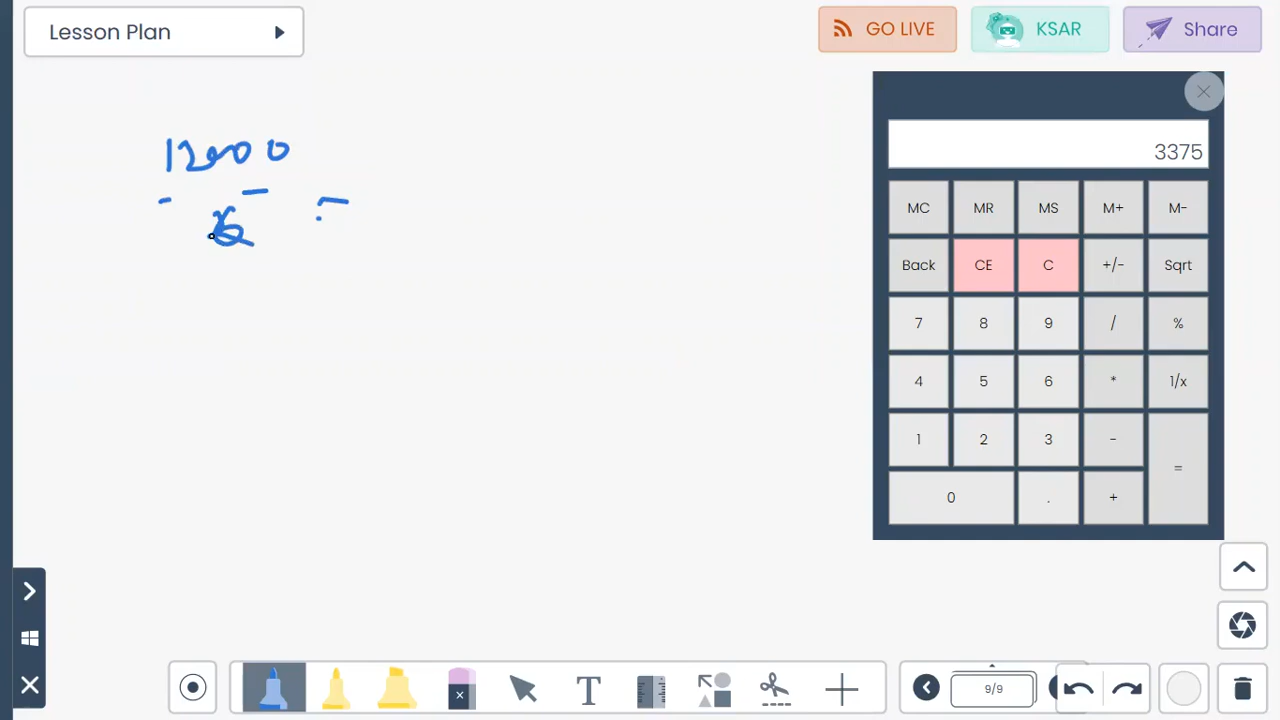 Lesson Plan
GO LIVE
KSAR
Share
12000
6
3375
MC MR MS M+ M-
Back CE C +/- Sqrt
7 8 9 / %
4 5 6 * 1/x
1 2 3 - =
0 . +
T
9/9